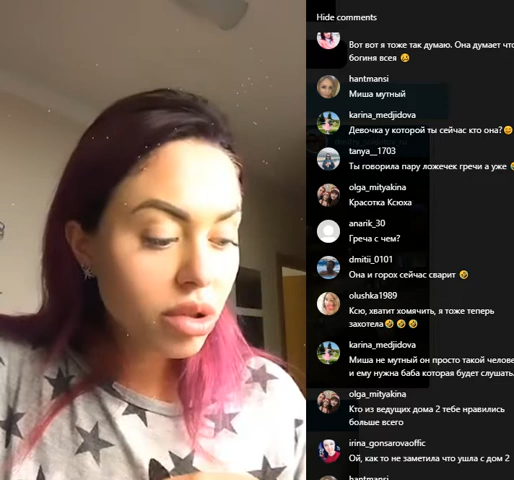 Hide comments
Вот вот я тоже так думаю. Она думает что
богиня всея
hantmansi
Миша мутный
karina_medjidova
Девочка у которой ты сейчас кто она?
tanya__1703
Ты говорила пару ложечек гречи а уже
olga_mityakina
Красотка Ксюха
anarik_30
Греча с чем?
dmitii_0101
Она и горох сейчас сварит
olushka1989
Ксю, хватит хомячить, я тоже теперь
захотела
karina_medjidova
Миша не мутный он просто такой
и ему нужна баба которая будет слушать
olga_mityakina
Кто из ведущих дома 2 тебе нравились
больше всего
irina_gonsarovaoffic
Ой, как то не заметила что ушла с дом 2
hantmansi